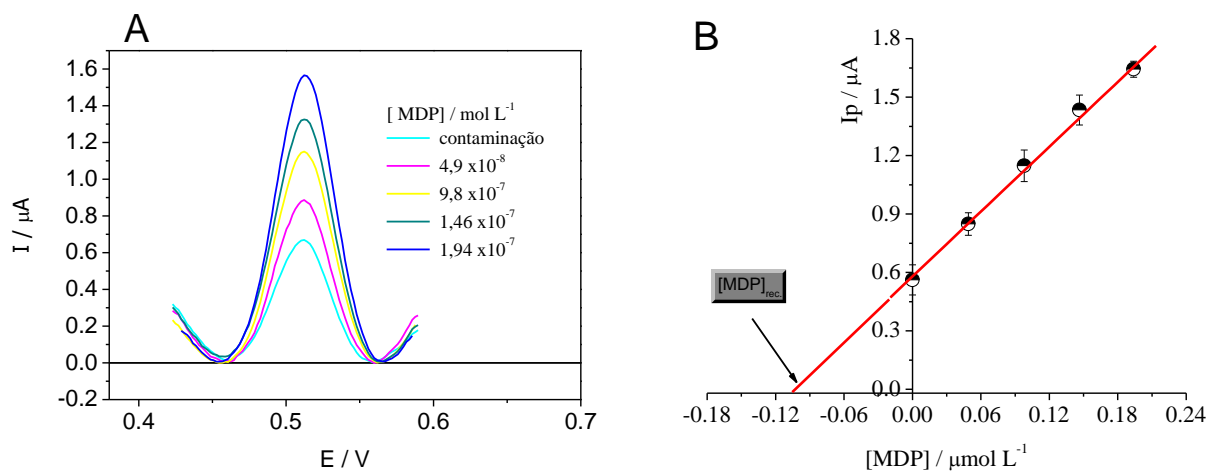 A
I / μA
1.6
1.4
1.2
1.0
0.8
0.6
0.4
0.2
0.0
-0.2
0.4
0.5
0.6
0.7
E / V
[ MDP] / mol L⁻¹
contaminação
4,9 x10⁻⁸
9,8 x10⁻⁷
1,46 x10⁻⁷
1,94 x10⁻⁷
B
Ip / μA
1.8
1.5
1.2
0.9
0.6
0.3
0.0
[MDP]rec.
-0.18
-0.12
-0.06
0.00
0.06
0.12
0.18
0.24
[MDP] / μmol L⁻¹